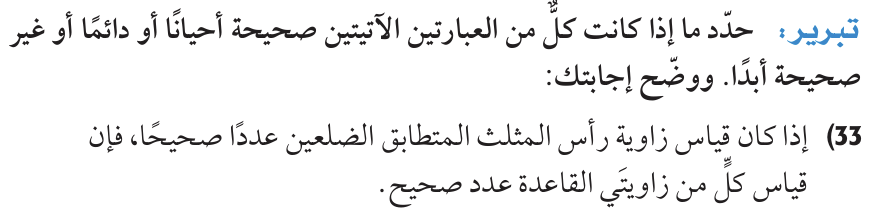 تبرير: حدّد ما إذا كانت كلٌّ من العبارتين الآتيتين صحيحة أحيانًا أو دائمًا أو غير
صحيحة أبدًا. ووضّح إجابتك:
33) إذا كان قياس زاوية رأس المثلث المتطابق الضلعين عددًا صحيحًا، فإن
قياس كلٍّ من زاويتَي القاعدة عدد صحيح.